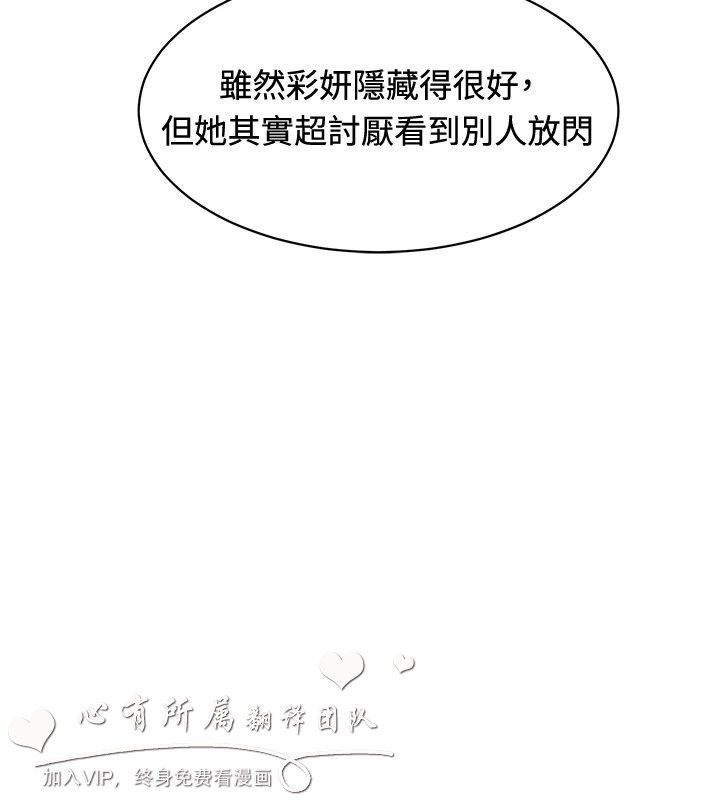 雖然彩妍隱藏得很好，
但她其實超討厭看到別人放閃
心有所属翻译团队
加入VIP，终身免费看漫画